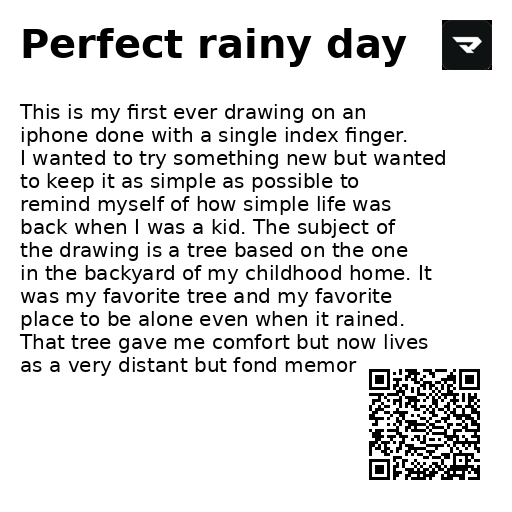 Perfect rainy day
This is my first ever drawing on an
iphone done with a single index finger.
I wanted to try something new but wanted
to keep it as simple as possible to
remind myself of how simple life was
back when I was a kid. The subject of
the drawing is a tree based on the one
in the backyard of my childhood home. It
was my favorite tree and my favorite
place to be alone even when it rained.
That tree gave me comfort but now lives
as a very distant but fond memor